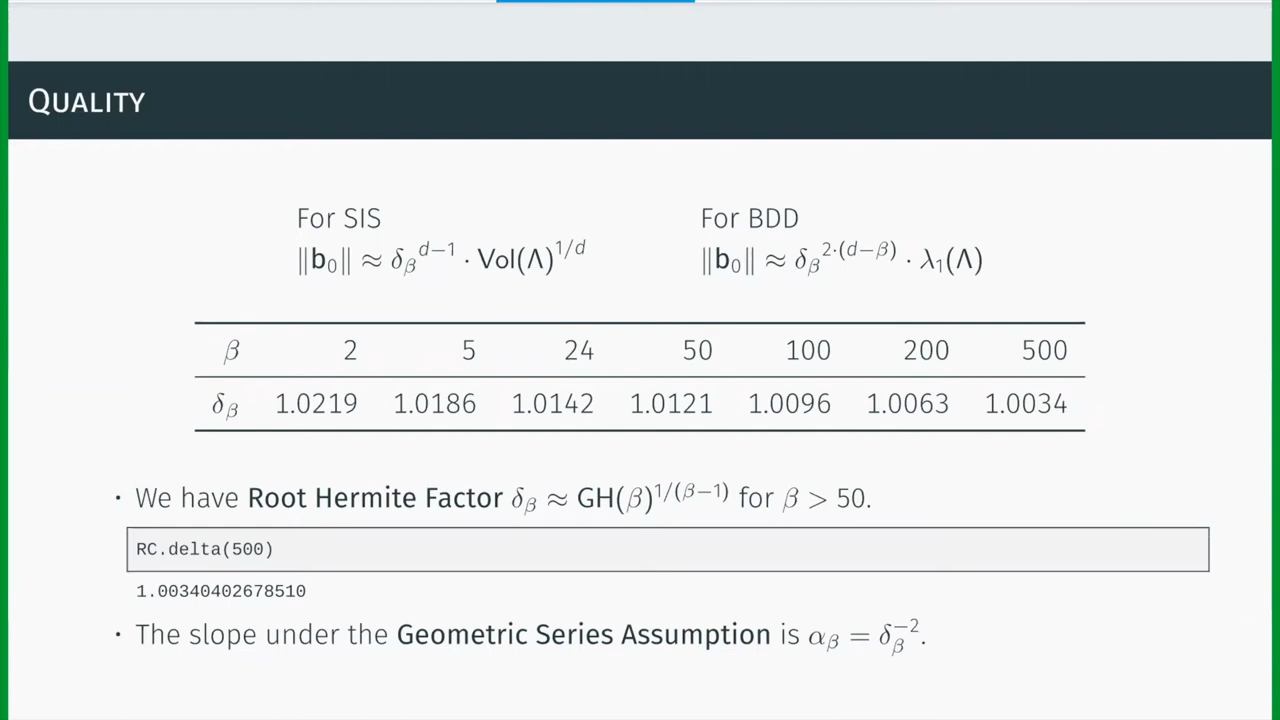 QUALITY
For SIS
‖b₀‖ ≈ δ_β^{d−1} · Vol(Λ)^{1/d}
For BDD
‖b₀‖ ≈ δ_β^{2·(d−β)} · λ₁(Λ)
β 2 5 24 50 100 200 500
δ_β 1.0219 1.0186 1.0142 1.0121 1.0096 1.0063 1.0034
· We have Root Hermite Factor δ_β ≈ GH(β)^{1/(β−1)} for β > 50.
RC.delta(500)
1.00340402678510
· The slope under the Geometric Series Assumption is α_β = δ_β^{−2}.